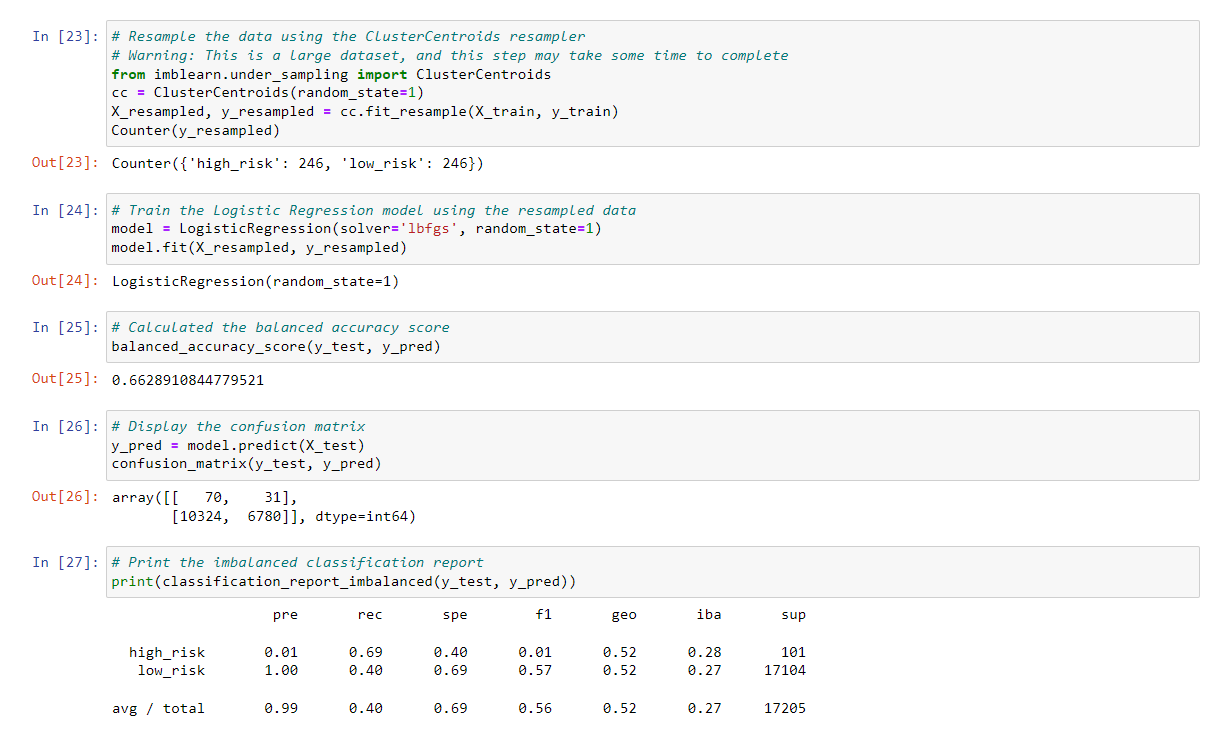 In [23]: # Resample the data using the ClusterCentroids resampler
# Warning: This is a large dataset, and this step may take some time to complete
from imblearn.under_sampling import ClusterCentroids
cc = ClusterCentroids(random_state=1)
X_resampled, y_resampled = cc.fit_resample(X_train, y_train)
Counter(y_resampled)
Out[23]: Counter({'high_risk': 246, 'low_risk': 246})
In [24]: # Train the Logistic Regression model using the resampled data
model = LogisticRegression(solver='lbfgs', random_state=1)
model.fit(X_resampled, y_resampled)
Out[24]: LogisticRegression(random_state=1)
In [25]: # Calculated the balanced accuracy score
balanced_accuracy_score(y_test, y_pred)
Out[25]: 0.6628910844779521
In [26]: # Display the confusion matrix
y_pred = model.predict(X_test)
confusion_matrix(y_test, y_pred)
Out[26]: array([[   70,    31],
       [10324,  6780]], dtype=int64)
In [27]: # Print the imbalanced classification report
print(classification_report_imbalanced(y_test, y_pred))
pre       rec       spe        f1       geo       iba       sup
high_risk       0.01      0.69      0.40      0.01      0.52      0.28       101
low_risk       1.00      0.40      0.69      0.57      0.52      0.27     17104
avg / total       0.99      0.40      0.69      0.56      0.52      0.27     17205